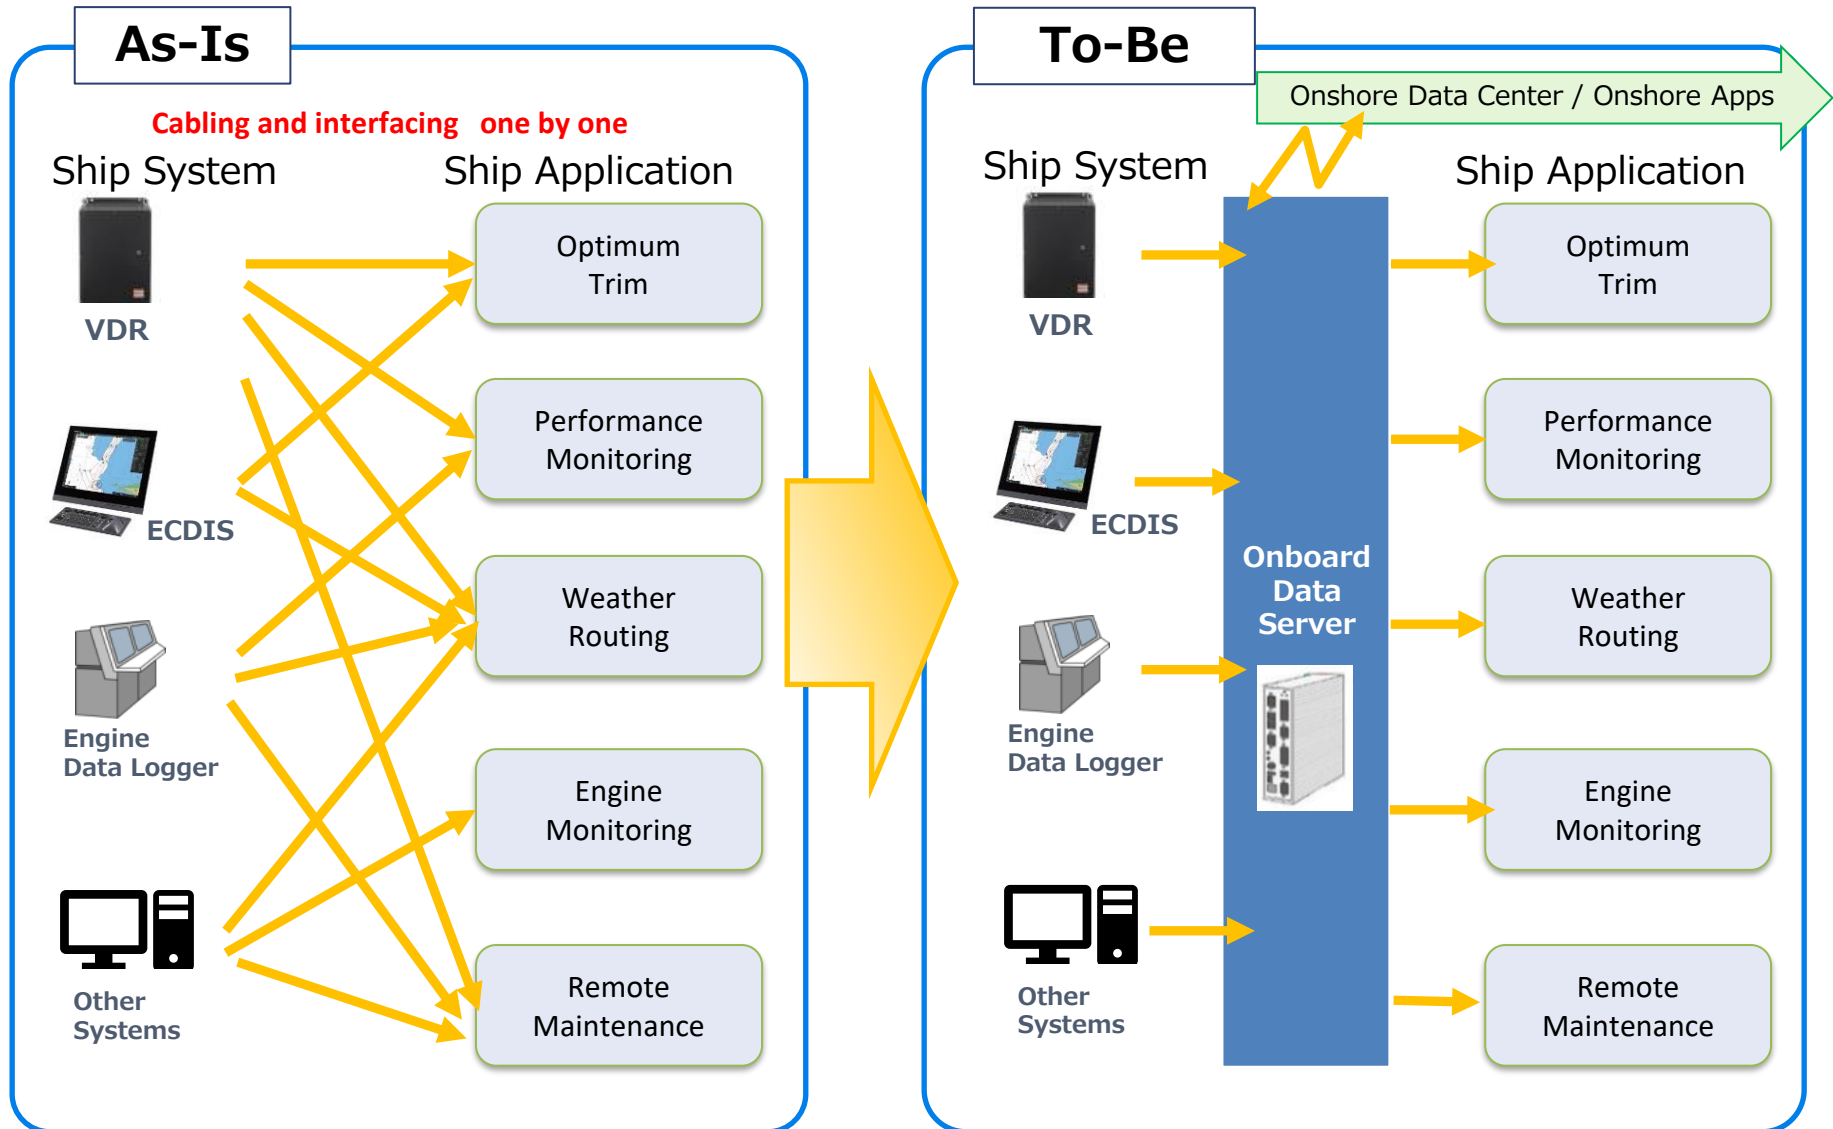 As-Is
Cabling and interfacing one by one
Ship System
Ship Application
VDR
ECDIS
Engine
Data Logger
Other
Systems
Optimum
Trim
Performance
Monitoring
Weather
Routing
Engine
Monitoring
Remote
Maintenance
To-Be
Onshore Data Center / Onshore Apps
Ship System
Ship Application
VDR
ECDIS
Engine
Data Logger
Other
Systems
Onboard
Data
Server
Optimum
Trim
Performance
Monitoring
Weather
Routing
Engine
Monitoring
Remote
Maintenance